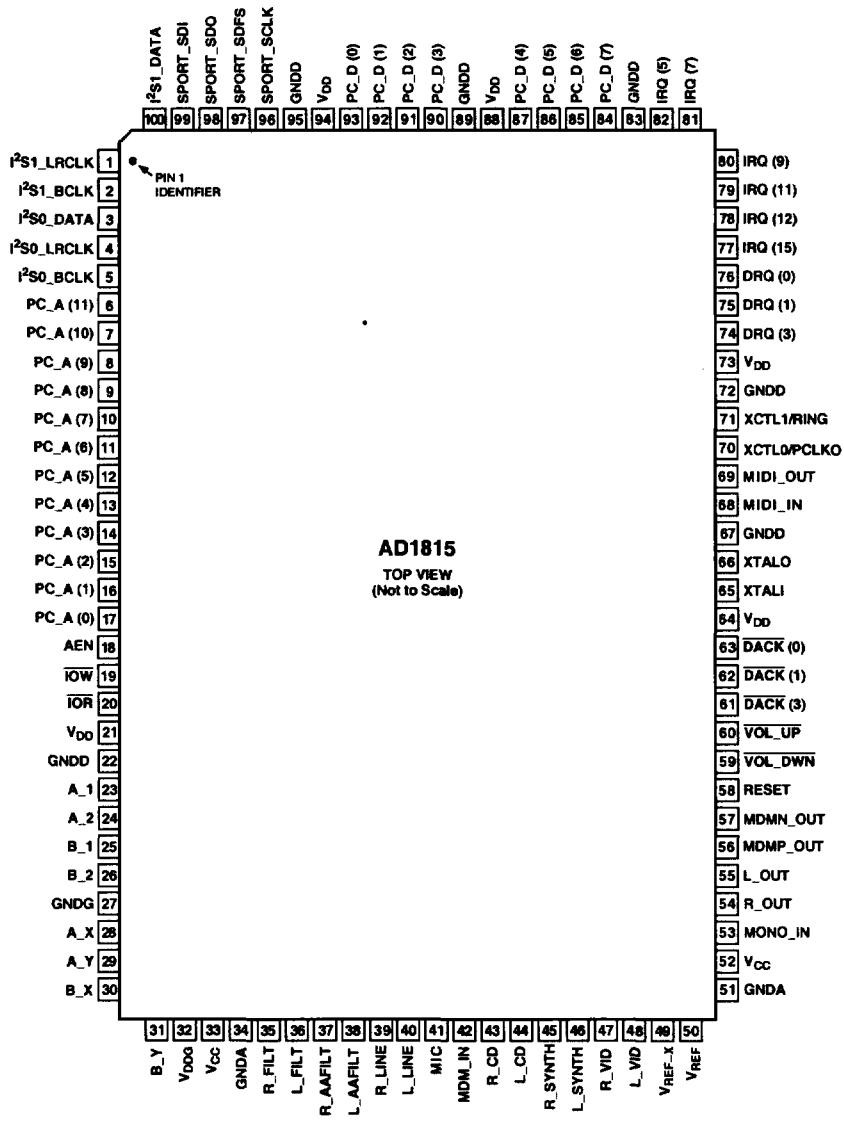 I²S1_DATA
SPORT_SDI
SPORT_SDO
SPORT_SDFS
SPORT_SCLK
GNDD
VDD
PC_D (0)
PC_D (1)
PC_D (2)
PC_D (3)
GNDD
VDD
PC_D (4)
PC_D (5)
PC_D (6)
PC_D (7)
GNDD
IRQ (5)
IRQ (7)
100 99 98 97 96 95 94 93 92 91 90 89 88 87 86 85 84 83 82 81
I²S1_LRCLK 1
I²S1_BCLK 2
I²S0_DATA 3
I²S0_LRCLK 4
I²S0_BCLK 5
PC_A (11) 6
PC_A (10) 7
PC_A (9) 8
PC_A (8) 9
PC_A (7) 10
PC_A (6) 11
PC_A (5) 12
PC_A (4) 13
PC_A (3) 14
PC_A (2) 15
PC_A (1) 16
PC_A (0) 17
AEN 18
IOW 19
IOR 20
VDD 21
GNDD 22
A_1 23
A_2 24
B_1 25
B_2 26
GNDG 27
A_X 28
A_Y 29
B_X 30
PIN 1
IDENTIFIER
AD1815
TOP VIEW
(Not to Scale)
80 IRQ (9)
79 IRQ (11)
78 IRQ (12)
77 IRQ (15)
76 DRQ (0)
75 DRQ (1)
74 DRQ (3)
73 VDD
72 GNDD
71 XCTL1/RING
70 XCTL0/PCLKO
69 MIDI_OUT
68 MIDI_IN
67 GNDD
66 XTALO
65 XTALI
64 VDD
63 DACK (0)
62 DACK (1)
61 DACK (3)
60 VOL_UP
59 VOL_DWN
58 RESET
57 MDMN_OUT
56 MDMP_OUT
55 L_OUT
54 R_OUT
53 MONO_IN
52 VCC
51 GNDA
31 32 33 34 35 36 37 38 39 40 41 42 43 44 45 46 47 48 49 50
B_Y
VDDG
VCC
GNDA
R_FILT
L_FILT
R_AAFILT
L_AAFILT
R_LINE
L_LINE
MIC
MDM_IN
R_CD
L_CD
R_SYNTH
L_SYNTH
R_VID
L_VID
VREF_X
VREF